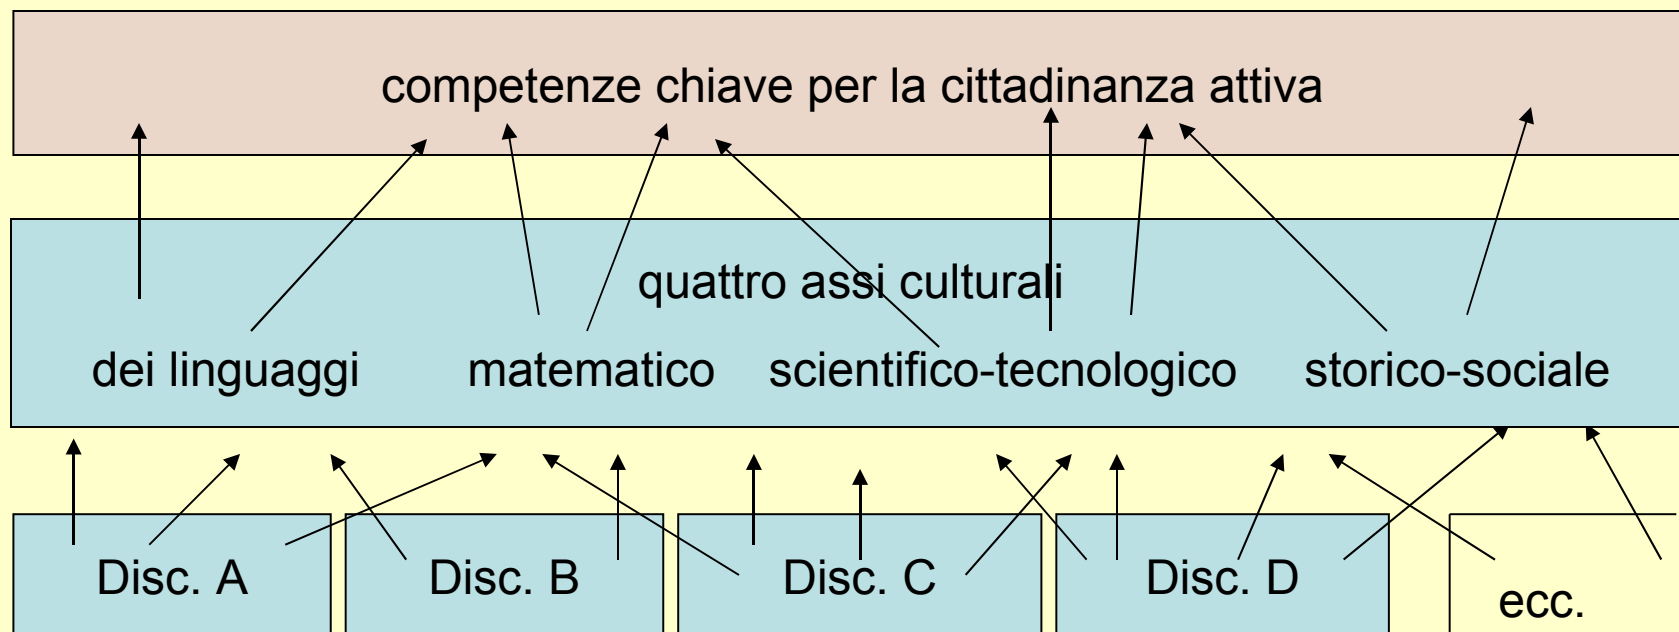 competenze chiave per la cittadinanza attiva
quattro assi culturali
dei linguaggi matematico scientifico-tecnologico storico-sociale
Disc. A Disc. B Disc. C Disc. D ecc.